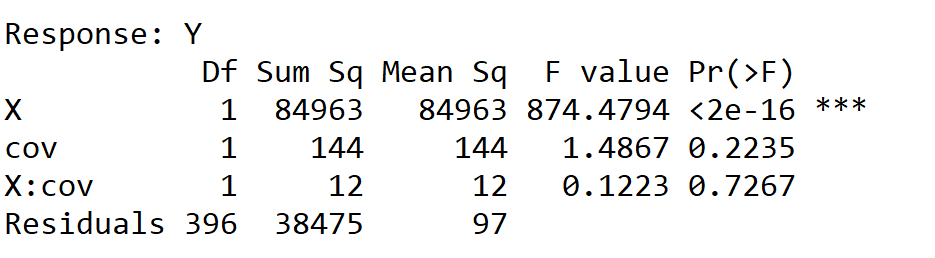 Response: Y
Df Sum Sq Mean Sq F value Pr(>F)
X 1 84963 84963 874.4794 <2e-16 ***
cov 1 144 144 1.4867 0.2235
X:cov 1 12 12 0.1223 0.7267
Residuals 396 38475 97